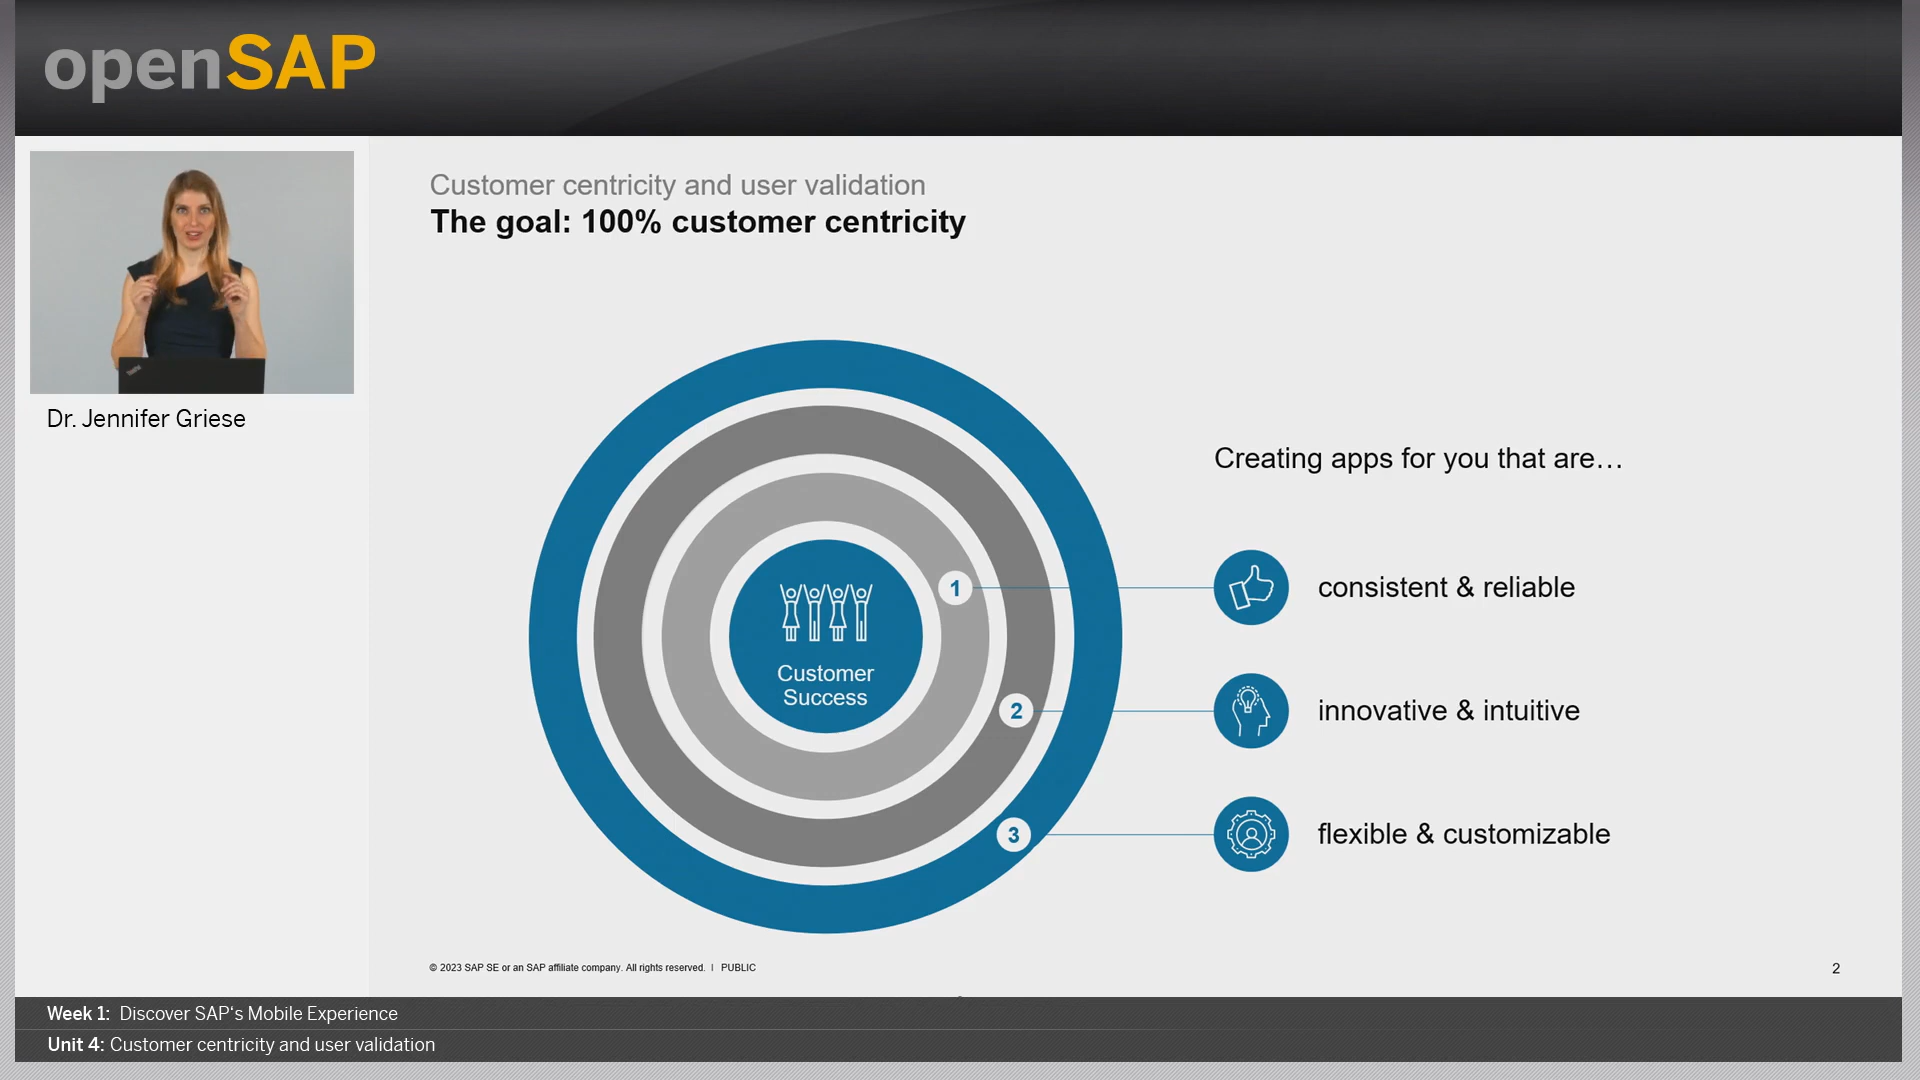 openSAP
Customer centricity and user validation
The goal: 100% customer centricity
Dr. Jennifer Griese
Creating apps for you that are…
1
consistent & reliable
Customer
Success
2
innovative & intuitive
3
flexible & customizable
© 2023 SAP SE or an SAP affiliate company. All rights reserved. | PUBLIC
2
Week 1: Discover SAP‘s Mobile Experience
Unit 4: Customer centricity and user validation